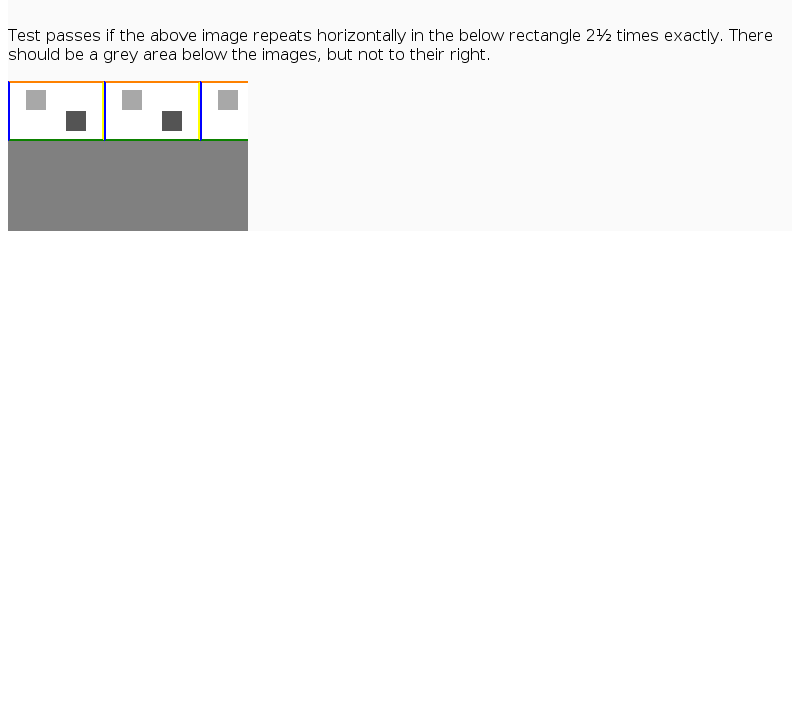 Test passes if the above image repeats horizontally in the below rectangle 2½ times exactly. There
should be a grey area below the images, but not to their right.